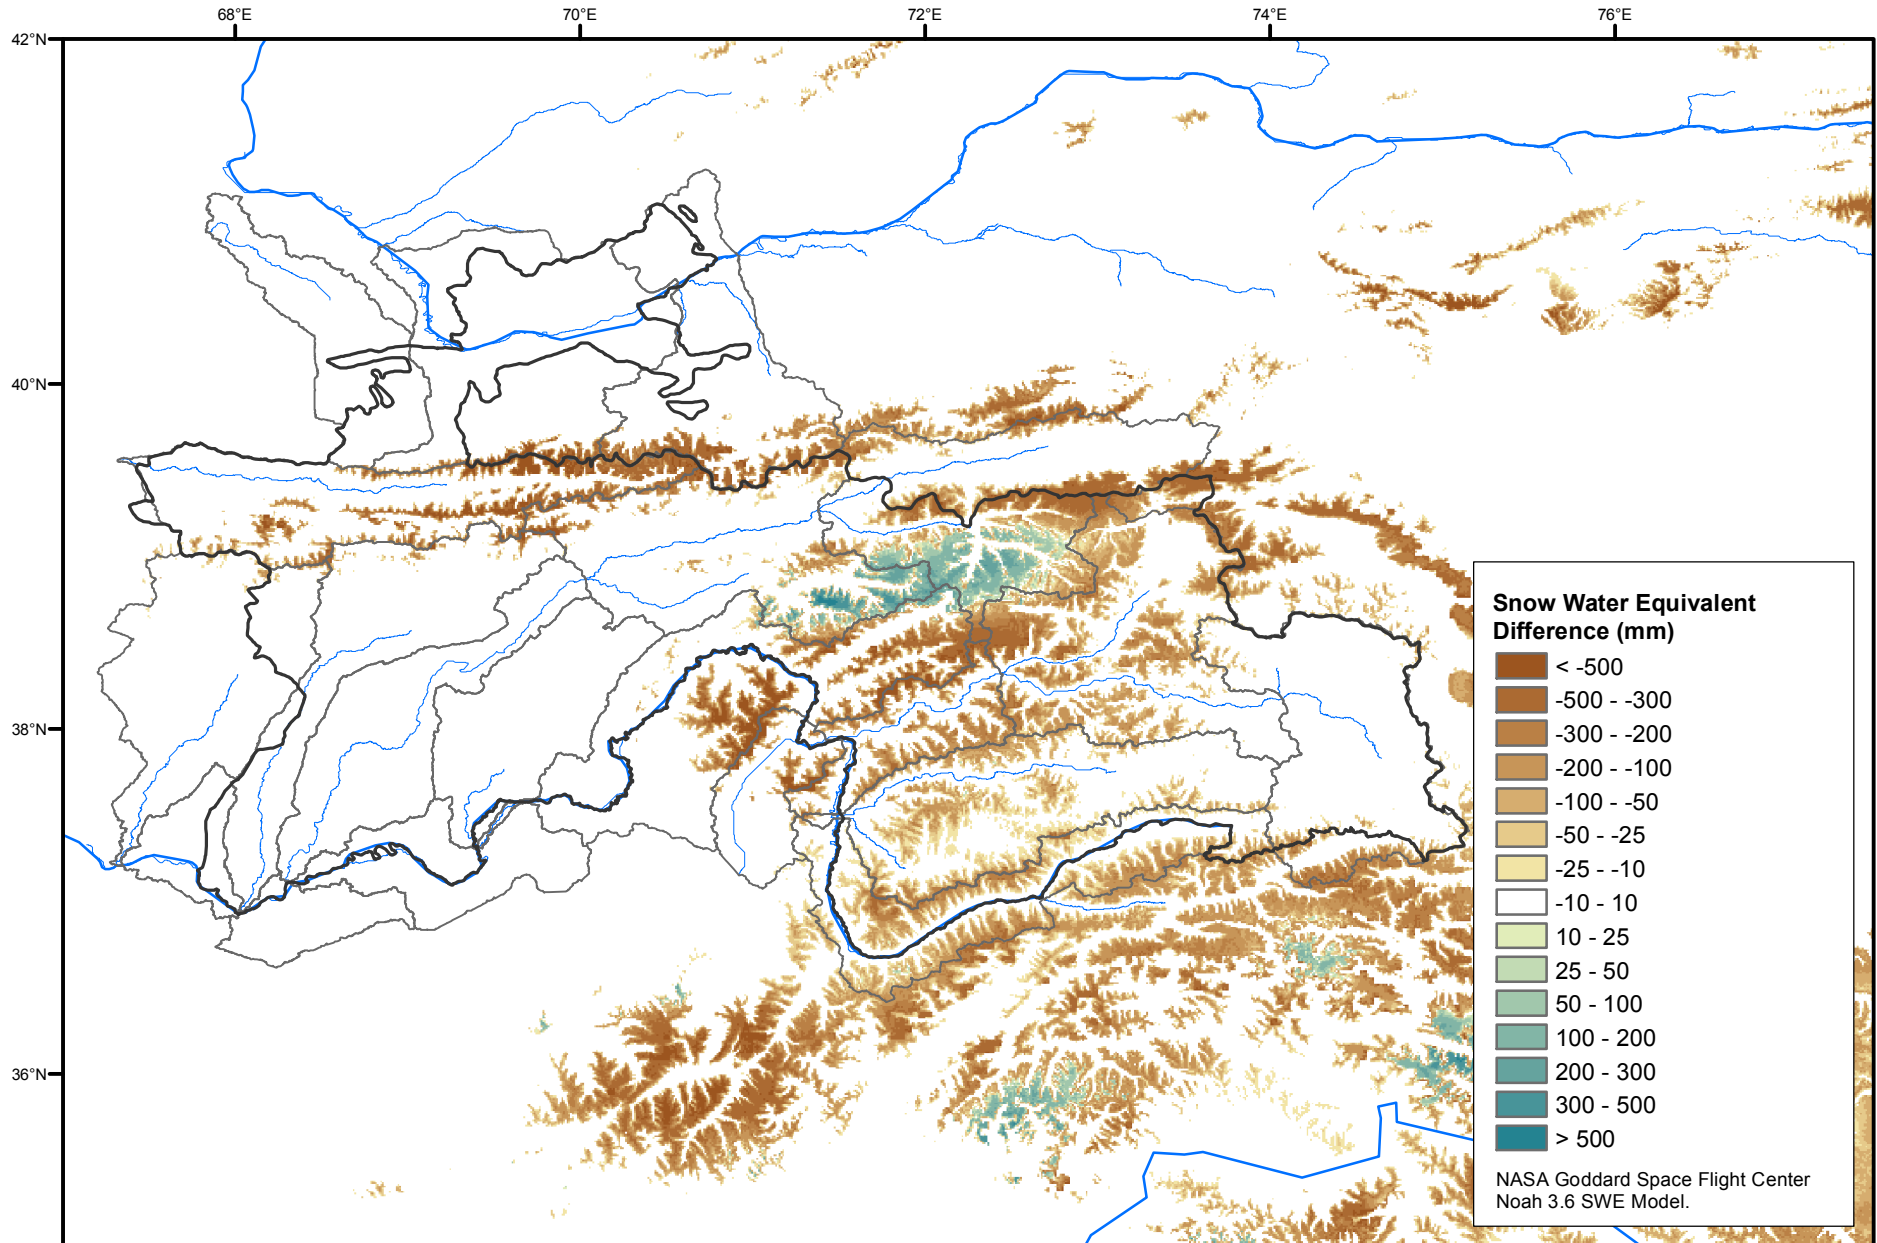 68°E 70°E 72°E 74°E 76°E
42°N
40°N
38°N
36°N
Snow Water Equivalent
Difference (mm)
< -500
-500 - -300
-300 - -200
-200 - -100
-100 - -50
-50 - -25
-25 - -10
-10 - 10
10 - 25
25 - 50
50 - 100
100 - 200
200 - 300
300 - 500
> 500
NASA Goddard Space Flight Center
Noah 3.6 SWE Model.